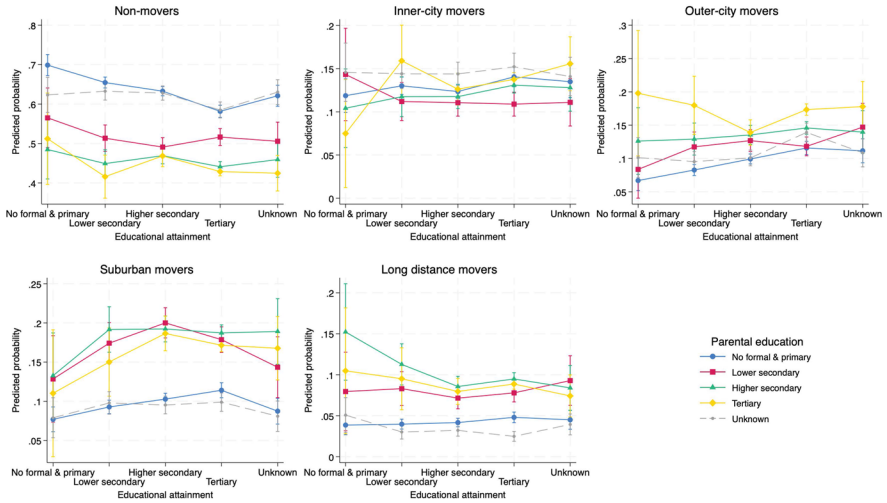 Non-movers
Inner-city movers
Outer-city movers
Predicted probability
.8
.7
.6
.5
.4
No formal & primary
Lower secondary
Higher secondary
Tertiary
Unknown
Educational attainment
Predicted probability
.2
.15
.1
.05
0
No formal & primary
Lower secondary
Higher secondary
Tertiary
Unknown
Educational attainment
Predicted probability
.3
.25
.2
.15
.1
.05
No formal & primary
Lower secondary
Higher secondary
Tertiary
Unknown
Educational attainment
Suburban movers
Long distance movers
Predicted probability
.25
.2
.15
.1
.05
No formal & primary
Lower secondary
Higher secondary
Tertiary
Unknown
Educational attainment
Predicted probability
.2
.15
.1
.05
0
No formal & primary
Lower secondary
Higher secondary
Tertiary
Unknown
Educational attainment
Parental education
No formal & primary
Lower secondary
Higher secondary
Tertiary
Unknown